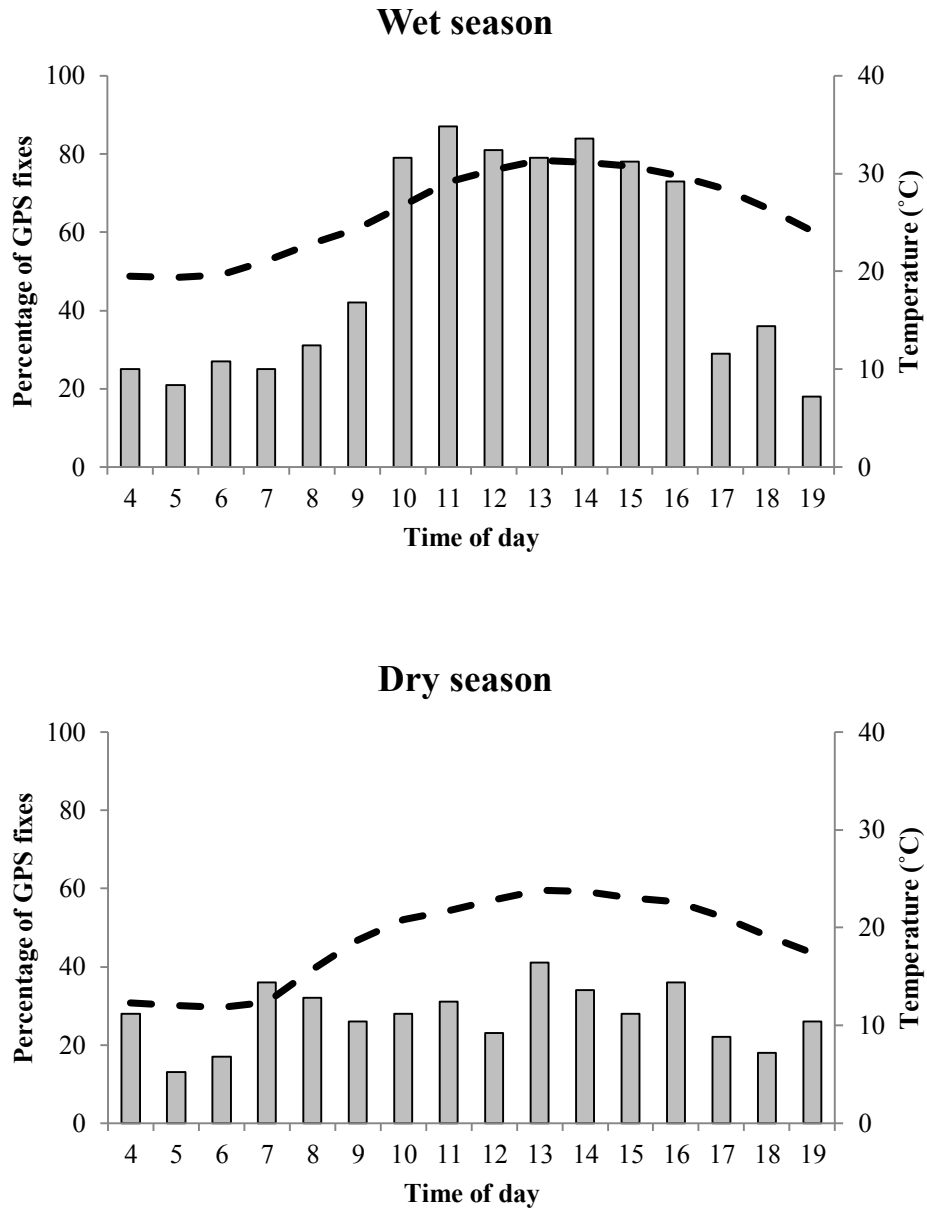 Wet season
Percentage of GPS fixes
100
80
60
40
20
0
40
30
20
10
0
Temperature (˚C)
4 5 6 7 8 9 10 11 12 13 14 15 16 17 18 19
Time of day
Dry season
Percentage of GPS fixes
100
80
60
40
20
0
40
30
20
10
0
Temperature (˚C)
4 5 6 7 8 9 10 11 12 13 14 15 16 17 18 19
Time of day